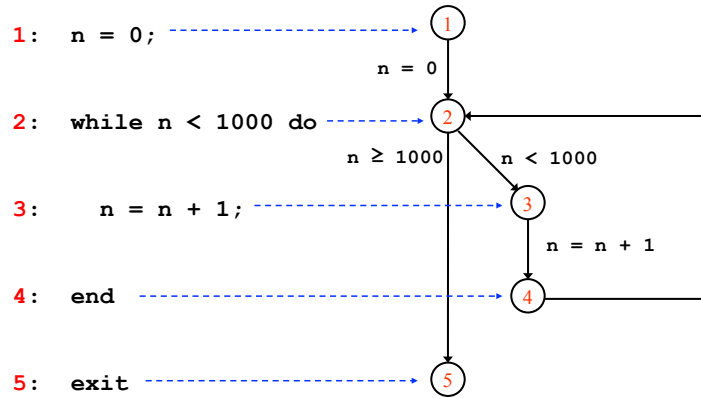 1: n = 0; 1
n = 0
2: while n < 1000 do 2
n ≥ 1000 n < 1000
3: n = n + 1; 3
n = n + 1
4: end 4
5: exit 5